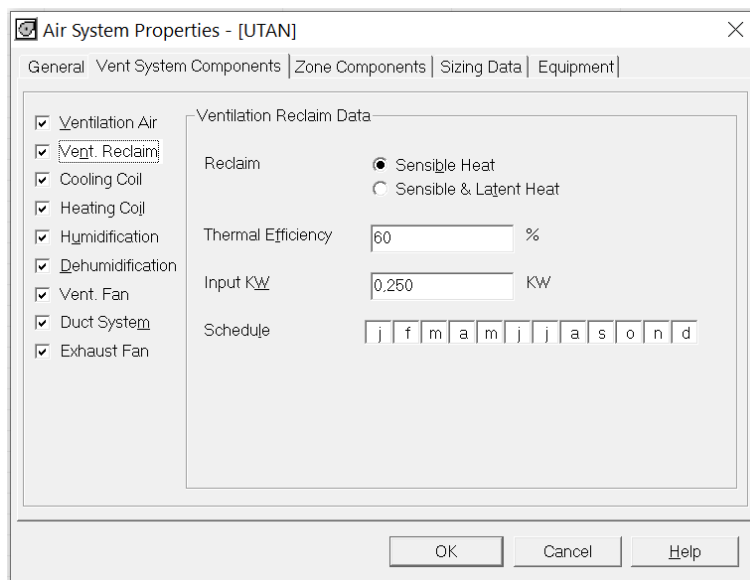 Air System Properties - [UTAN]
General Vent System Components Zone Components Sizing Data Equipment
Ventilation Air
Vent. Reclaim
Cooling Coil
Heating Coil
Humidification
Dehumidification
Vent. Fan
Duct System
Exhaust Fan
Ventilation Reclaim Data
Reclaim
Sensible Heat
Sensible & Latent Heat
Thermal Efficiency 60 %
Input KW 0,250 KW
Schedule j f m a m j j a s o n d
OK Cancel Help